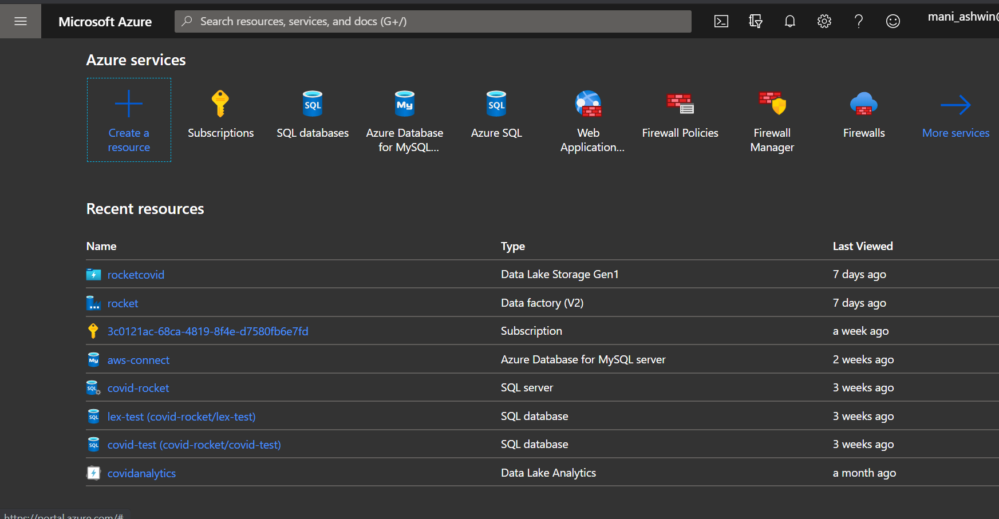 Microsoft Azure
Search resources, services, and docs (G+/)
mani_ashwin@
Azure services
Create a
resource
Subscriptions
SQL
SQL databases
My
Azure Database
for MySQL...
SQL
Azure SQL
Web
Application...
Firewall Policies
Firewall
Manager
Firewalls
More services
Recent resources
Name Type Last Viewed
rocketcovid Data Lake Storage Gen1 7 days ago
rocket Data factory (V2) 7 days ago
3c0121ac-68ca-4819-8f4e-d7580fb6e7fd Subscription a week ago
My aws-connect Azure Database for MySQL server 2 weeks ago
SQL covid-rocket SQL server 3 weeks ago
SQL lex-test (covid-rocket/lex-test) SQL database 3 weeks ago
SQL covid-test (covid-rocket/covid-test) SQL database 3 weeks ago
covidanalytics Data Lake Analytics a month ago
https://portal.azure.com/#